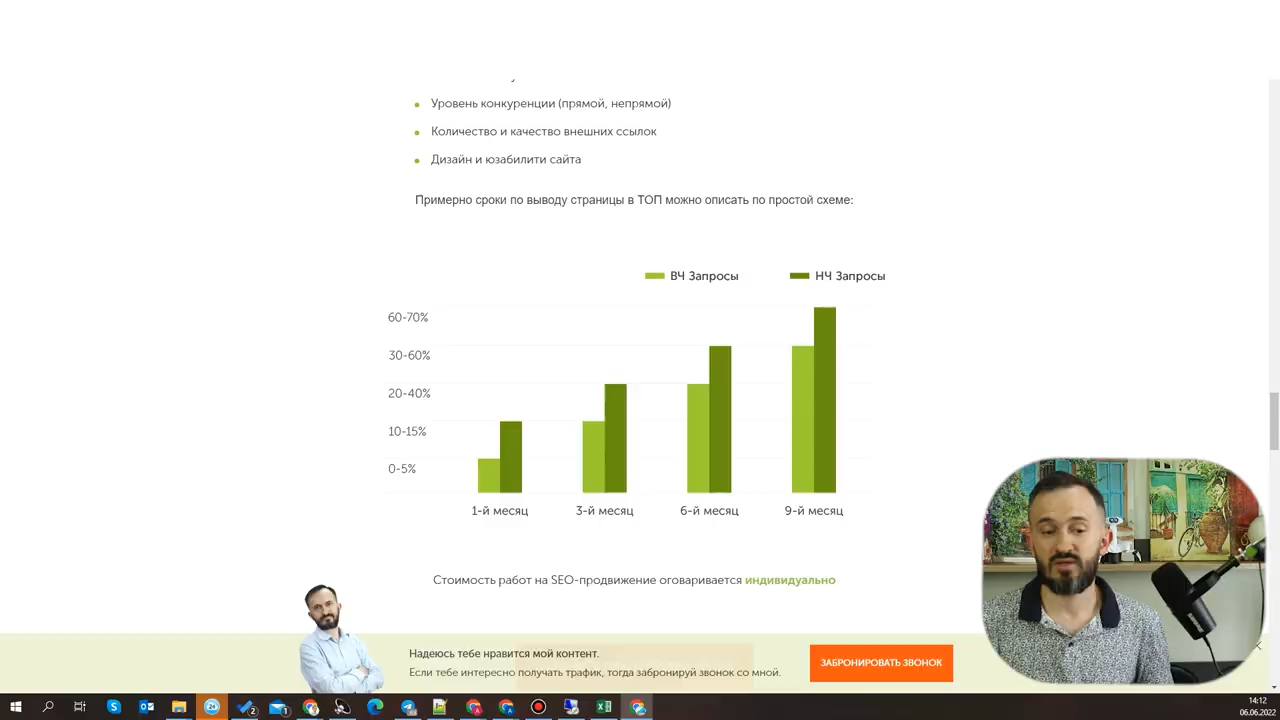 Уровень конкуренции (прямой, непрямой)
Количество и качество внешних ссылок
Дизайн и юзабилити сайта
Примерно сроки по выводу страницы в ТОП можно описать по простой схеме:
ВЧ Запросы
НЧ Запросы
60-70%
30-60%
20-40%
10-15%
0-5%
1-й месяц
3-й месяц
6-й месяц
9-й месяц
Стоимость работ на SEO-продвижение оговаривается индивидуально
Надеюсь тебе нравится мой контент.
Если тебе интересно получать трафик, тогда забронируй звонок со мной.
ЗАБРОНИРОВАТЬ ЗВОНОК
14:12
06.06.2022